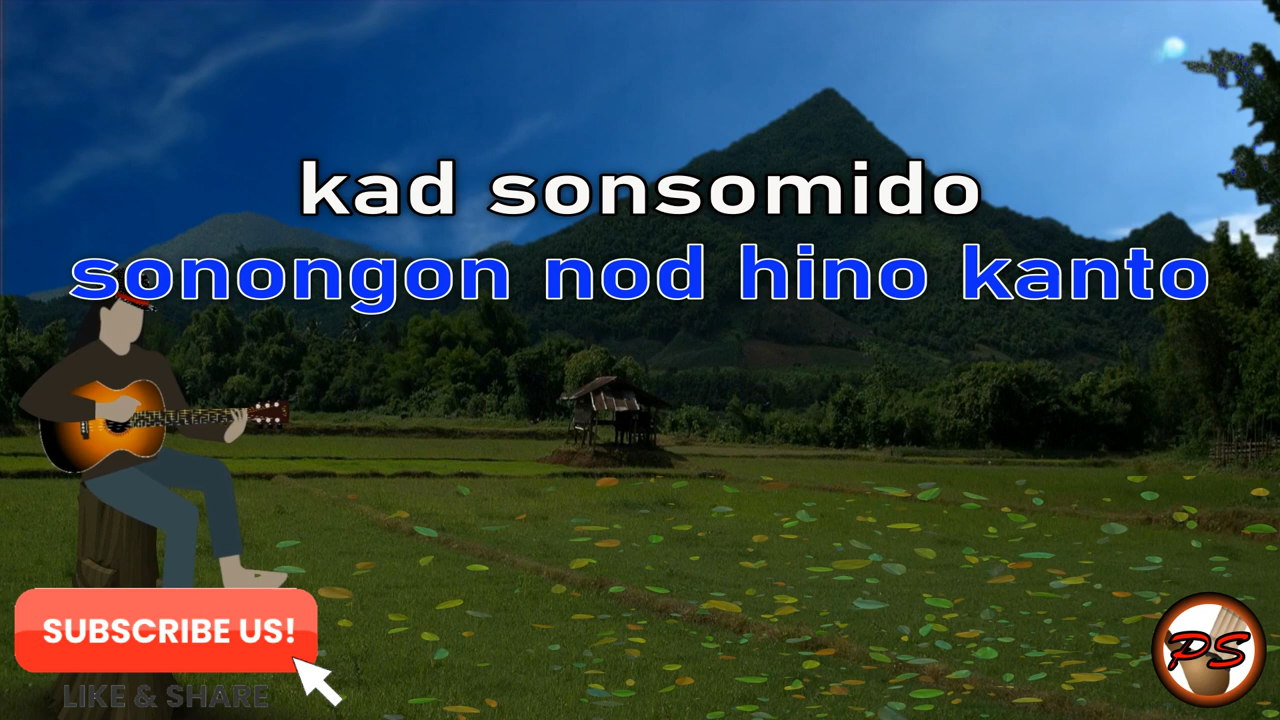 kad sonsomido
sonongon nod hino kanto
SUBSCRIBE US!
LIKE & SHARE
PS